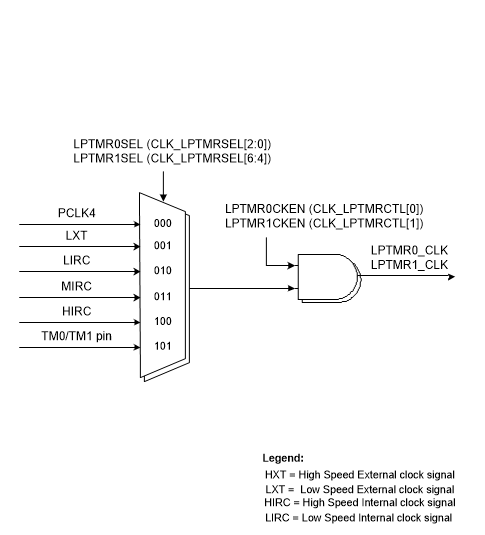 LPTMR0SEL (CLK_LPTMRSEL[2:0])
LPTMR1SEL (CLK_LPTMRSEL[6:4])
LPTMR0CKEN (CLK_LPTMRCTL[0])
LPTMR1CKEN (CLK_LPTMRCTL[1])
PCLK4
000
LXT
001
LIRC
010
MIRC
011
HIRC
100
TM0/TM1 pin
101
LPTMR0_CLK
LPTMR1_CLK
Legend:
HXT = High Speed External clock signal
LXT = Low Speed External clock signal
HIRC = High Speed Internal clock signal
LIRC = Low Speed Internal clock signal